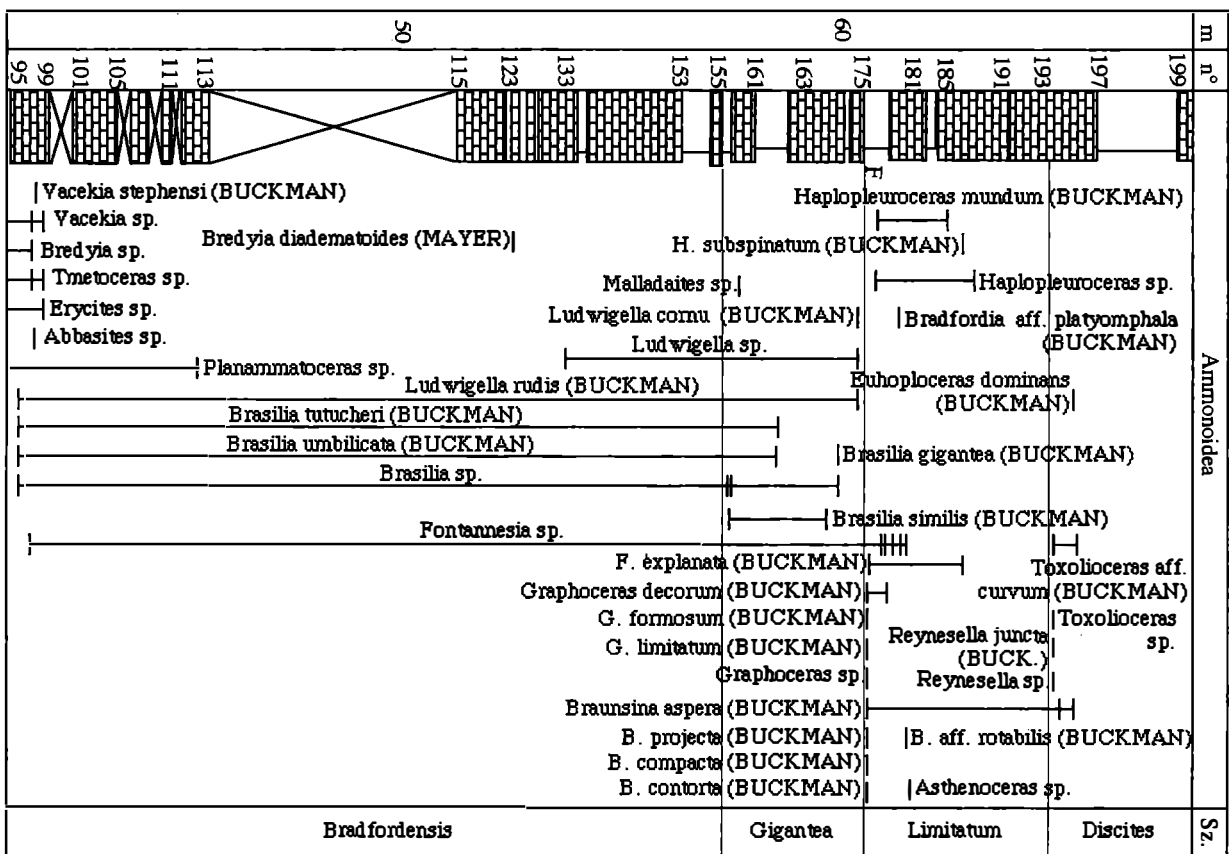 m
50
60
n°
95
99
101
105
111
113
115
123
133
153
155
161
163
175
181
185
191
193
197
199
F
Vacekia stephensi (BUCKMAN)
Haplopleuroceras mundum (BUCKMAN)
Vacekia sp.
Bredyia diadematoides (MAYER)
H. subspinatum (BUCKMAN)
Bredyia sp.
Tmetoceras sp.
Malladaites sp.
Haplopleuroceras sp.
Erycites sp.
Ludwigella cornu (BUCKMAN)
Bradfordia aff. platyomphala
(BUCKMAN)
Abbasites sp.
Ludwigella sp.
Planammatoceras sp.
Ludwigella rudis (BUCKMAN)
Euhoploceras dominans
(BUCKMAN)
Brasilia tutucheri (BUCKMAN)
Brasilia umbilicata (BUCKMAN)
Brasilia gigantea (BUCKMAN)
Brasilia sp.
Brasilia similis (BUCKMAN)
Fontannesia sp.
F. explanata (BUCKMAN)
Toxolioceras aff.
curvum (BUCKMAN)
Graphoceras decorum (BUCKMAN)
G. formosum (BUCKMAN)
Toxolioceras
sp.
G. limitatum (BUCKMAN)
Reynesella juncta
(BUCK.)
Graphoceras sp.
Reynesella sp.
Braunsina aspera (BUCKMAN)
B. projecta (BUCKMAN)
B. aff. rotabilis (BUCKMAN)
B. compacta (BUCKMAN)
B. contorta (BUCKMAN)
Asthenoceras sp.
Ammonoidea
Bradfordensis
Gigantea
Limitatum
Discites
Sz.